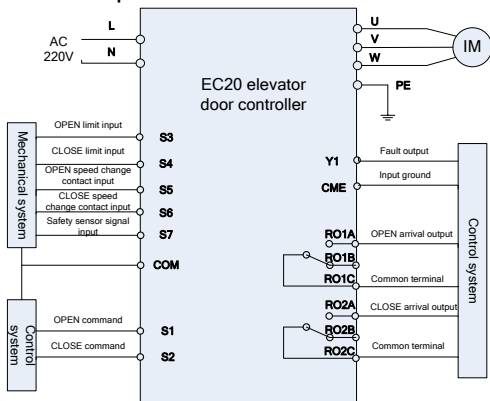 L
AC
220V
N
EC20 elevator
door controller
U
V
W
PE
IM
Mechanical system
OPEN limit input
S3
CLOSE limit input
S4
OPEN speed change
contact input
S5
CLOSE speed
change contact input
S6
Safety sensor signal
input
S7
COM
Control
system
OPEN command
S1
CLOSE command
S2
Y1
Fault output
CME
Input ground
RO1A
OPEN arrival output
RO1B
RO1C
Common terminal
RO2A
CLOSE arrival output
RO2B
RO2C
Common terminal
Control system